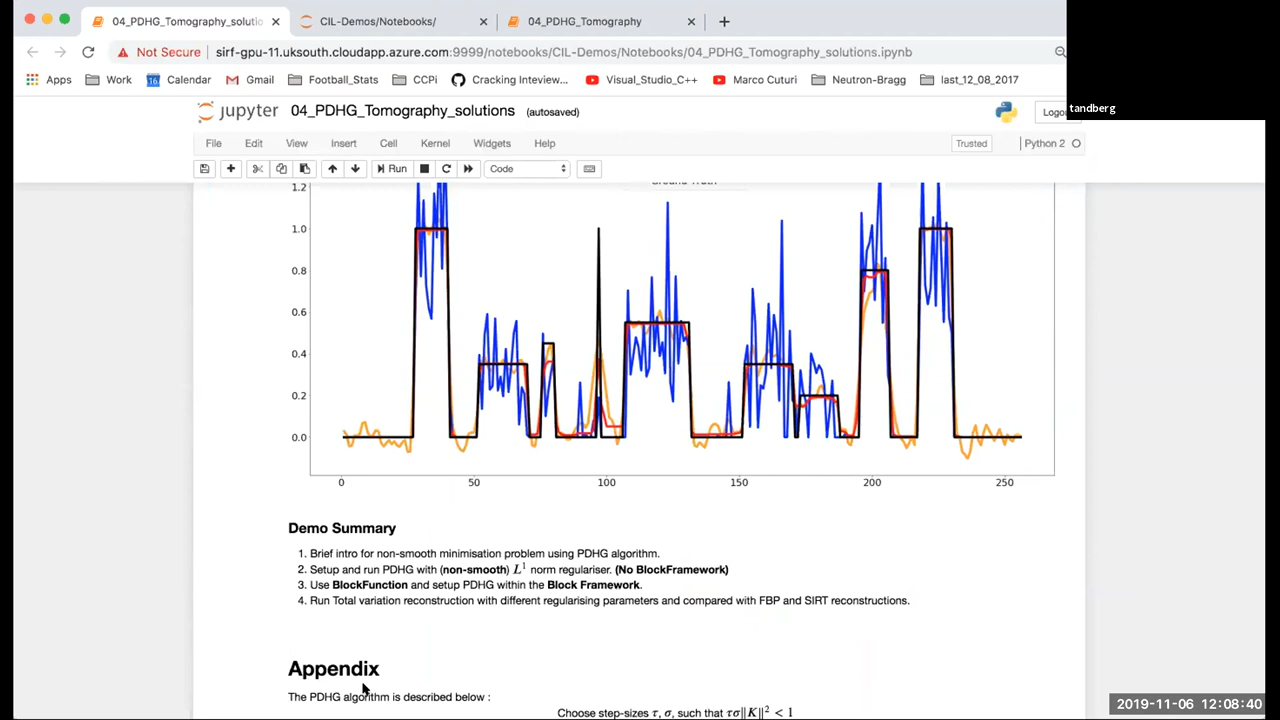 04_PDHG_Tomography_solutio
CIL-Demos/Notebooks/
04_PDHG_Tomography
Not Secure
sirf-gpu-11.uksouth.cloudapp.azure.com:9999/notebooks/CIL-Demos/Notebooks/04_PDHG_Tomography_solutions.ipynb
Apps Work Calendar Gmail Football_Stats CCPi Cracking Inteview... Visual_Studio_C++ Marco Cuturi Neutron-Bragg last_12_08_2017
tandberg
jupyter 04_PDHG_Tomography_solutions (autosaved)
Logo
File Edit View Insert Cell Kernel Widgets Help
Trusted Python 2
Run Code
Ground Truth
1.2
1.0
0.8
0.6
0.4
0.2
0.0
0 50 100 150 200 250
Demo Summary
1. Brief intro for non-smooth minimisation problem using PDHG algorithm.
2. Setup and run PDHG with (non-smooth) L¹ norm regulariser. (No BlockFramework)
3. Use BlockFunction and setup PDHG within the Block Framework.
4. Run Total variation reconstruction with different regularising parameters and compared with FBP and SIRT reconstructions.
Appendix
The PDHG algorithm is described below :
Choose step-sizes τ, σ, such that τσ‖K‖² < 1
2019-11-06 12:08:40